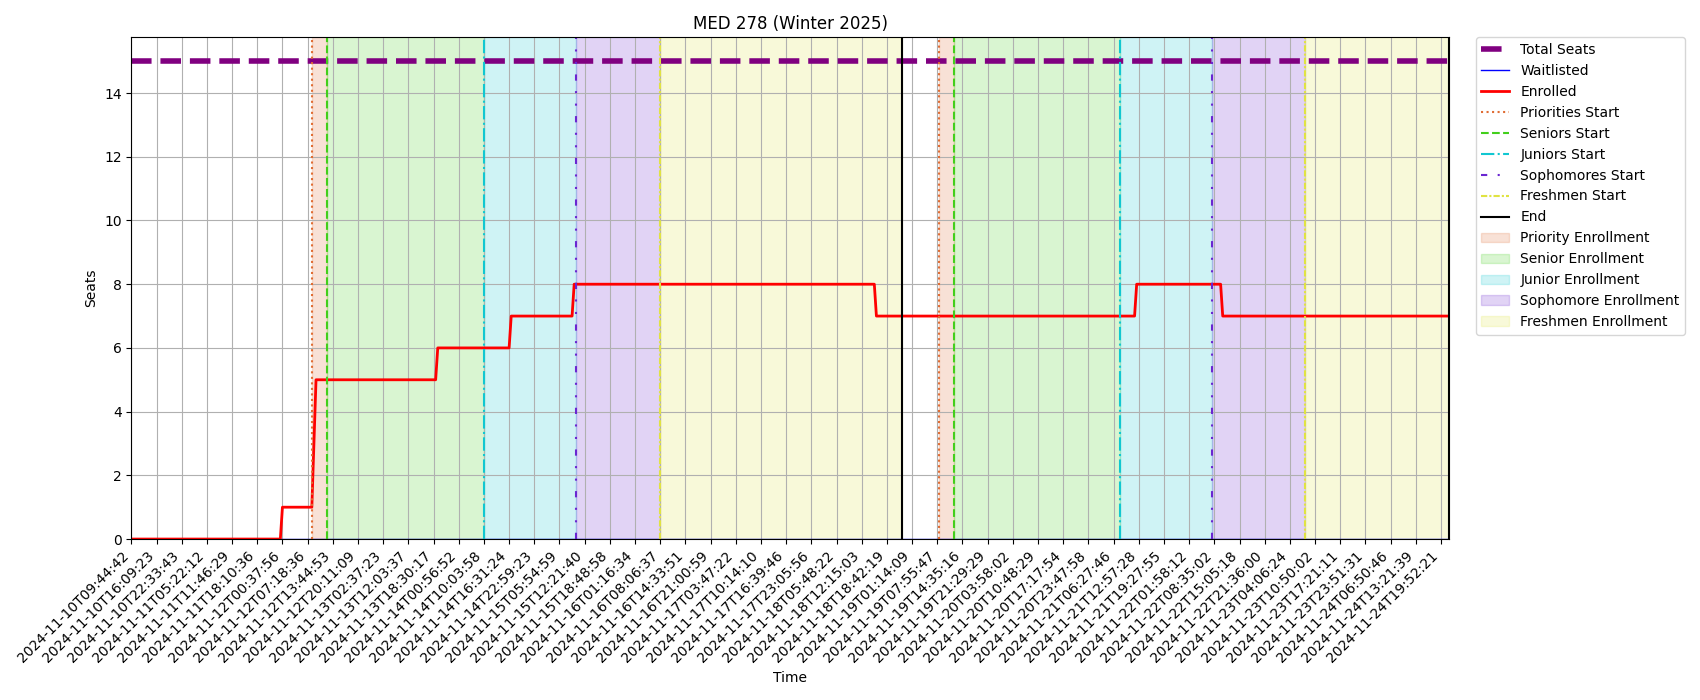 MED 278 (Winter 2025)
Seats
14
12
10
8
6
4
2
0
2024-11-10T09:44:42
2024-11-10T16:09:23
2024-11-10T22:33:43
2024-11-11T05:22:12
2024-11-11T11:46:29
2024-11-11T18:10:36
2024-11-12T00:37:56
2024-11-12T07:18:36
2024-11-12T13:44:53
2024-11-12T20:11:09
2024-11-13T02:37:23
2024-11-13T12:03:37
2024-11-13T18:30:17
2024-11-14T00:56:52
2024-11-14T10:03:58
2024-11-14T16:31:24
2024-11-14T22:59:23
2024-11-15T05:54:59
2024-11-15T12:21:40
2024-11-15T18:48:58
2024-11-16T01:16:34
2024-11-16T08:06:37
2024-11-16T14:33:51
2024-11-16T21:00:59
2024-11-17T03:47:22
2024-11-17T10:14:10
2024-11-17T16:39:46
2024-11-17T23:05:56
2024-11-18T05:48:22
2024-11-18T12:15:03
2024-11-18T18:42:19
2024-11-19T01:14:09
2024-11-19T07:55:47
2024-11-19T14:35:16
2024-11-19T21:29:29
2024-11-20T03:58:02
2024-11-20T10:48:29
2024-11-20T17:17:54
2024-11-20T23:47:58
2024-11-21T06:27:46
2024-11-21T12:57:28
2024-11-21T19:27:55
2024-11-22T01:58:12
2024-11-22T08:35:02
2024-11-22T15:05:18
2024-11-22T21:36:00
2024-11-23T04:06:24
2024-11-23T10:50:02
2024-11-23T17:21:11
2024-11-23T23:51:31
2024-11-24T06:50:46
2024-11-24T13:21:39
2024-11-24T19:52:21
Time
Total Seats
Waitlisted
Enrolled
Priorities Start
Seniors Start
Juniors Start
Sophomores Start
Freshmen Start
End
Priority Enrollment
Senior Enrollment
Junior Enrollment
Sophomore Enrollment
Freshmen Enrollment